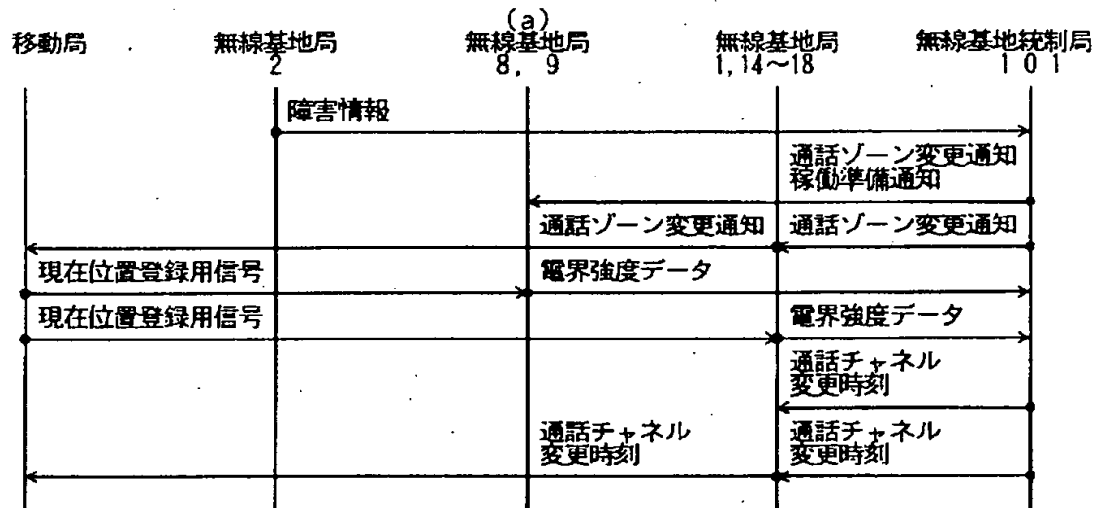 (a)
移動局
無線基地局
2
無線基地局
8, 9
無線基地局
1,14～18
無線基地統制局
101
障害情報
通話ゾーン変更通知
稼働準備通知
通話ゾーン変更通知
通話ゾーン変更通知
現在位置登録用信号
電界強度データ
現在位置登録用信号
電界強度データ
通話チャネル
変更時刻
通話チャネル
変更時刻
通話チャネル
変更時刻